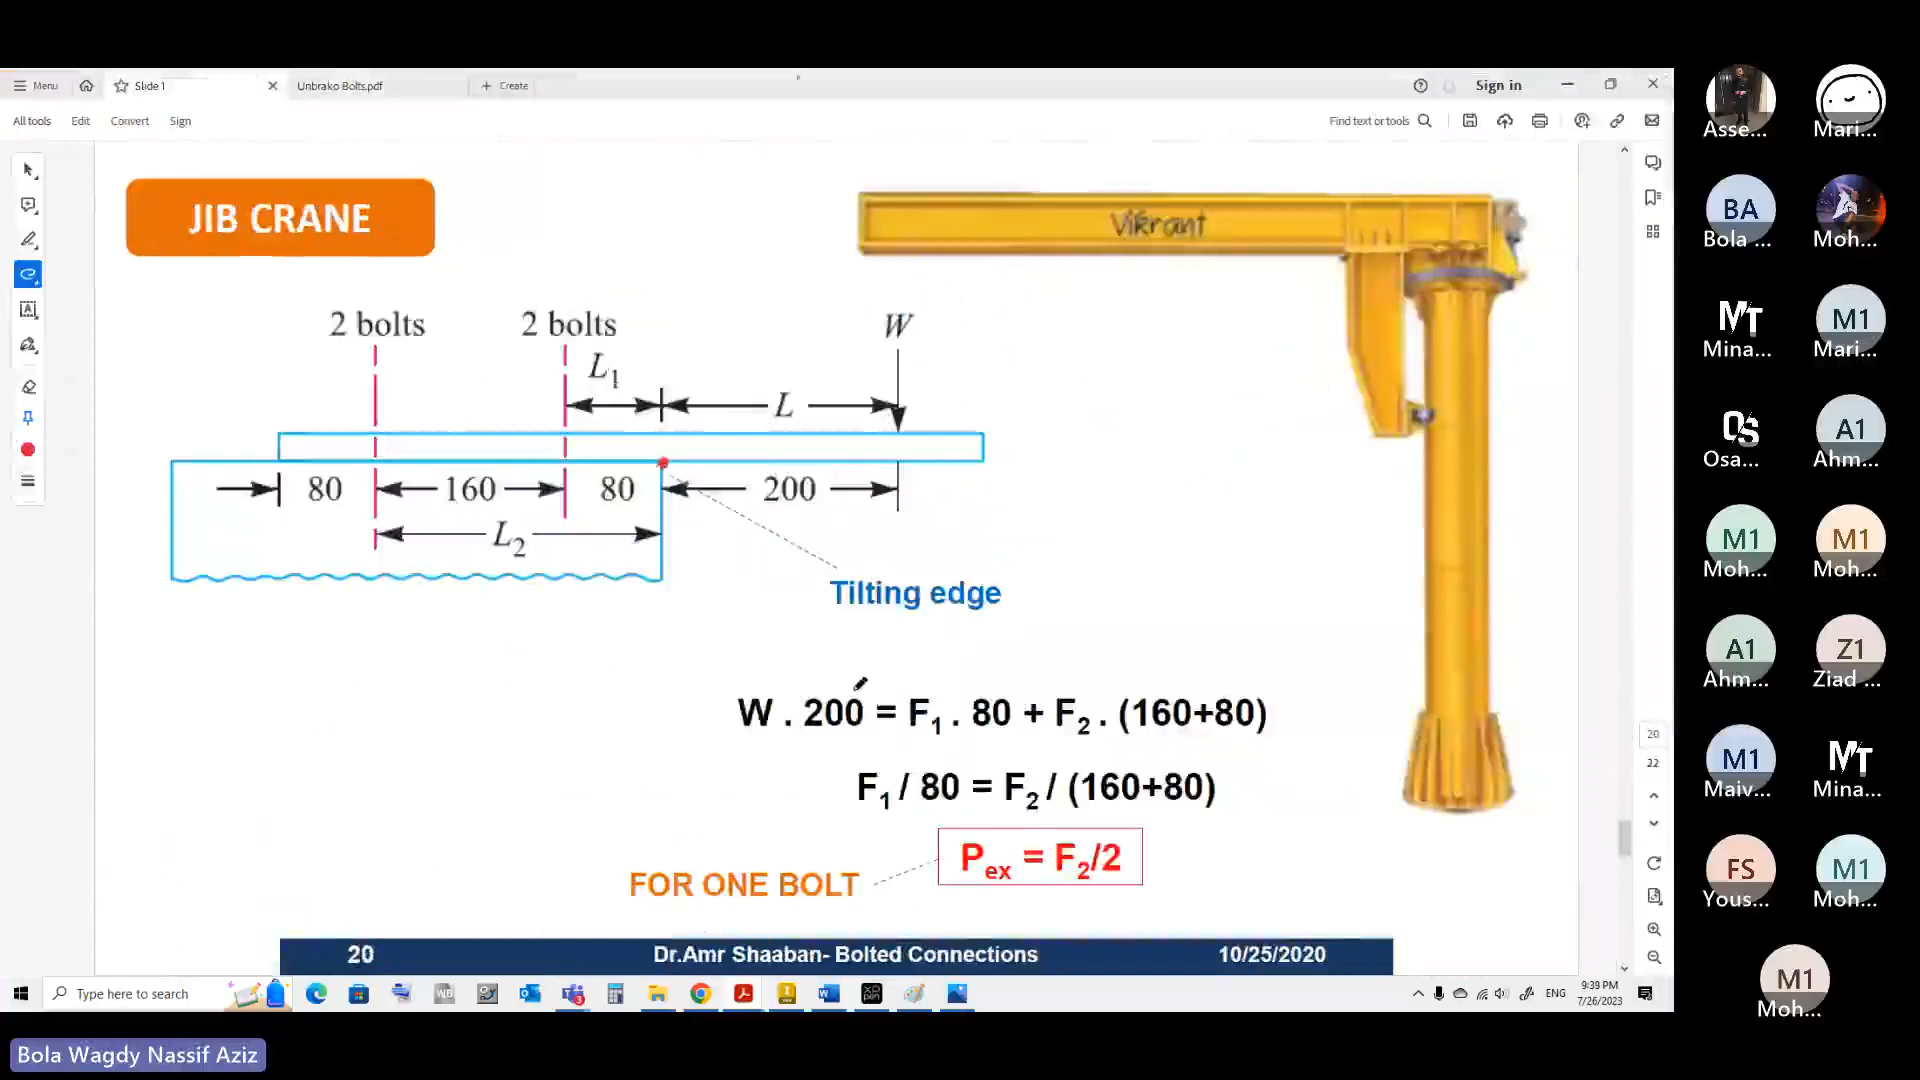 Menu
Slide 1
Unbrako Bolts.pdf
Create
Sign in
All tools
Edit
Convert
Sign
Find text or tools
JIB CRANE
Vikrant
2 bolts
2 bolts
W
L1
L
80
160
80
200
L2
Tilting edge
W . 200 = F1 . 80 + F2 . (160+80)
F1 / 80 = F2 / (160+80)
Pex = F2/2
FOR ONE BOLT
20
Dr.Amr Shaaban- Bolted Connections
10/25/2020
20
22
Type here to search
ENG
9:39 PM
7/26/2023
Asse...
Mari...
BA
Bola ...
Moh...
MT
Mina...
M1
Mari...
OS
Osa...
A1
Ahm...
M1
Moh...
M1
Moh...
A1
Ahm...
Z1
Ziad ...
M1
Maiv...
MT
Mina...
FS
Yous...
M1
Moh...
M1
Moh...
Bola Wagdy Nassif Aziz